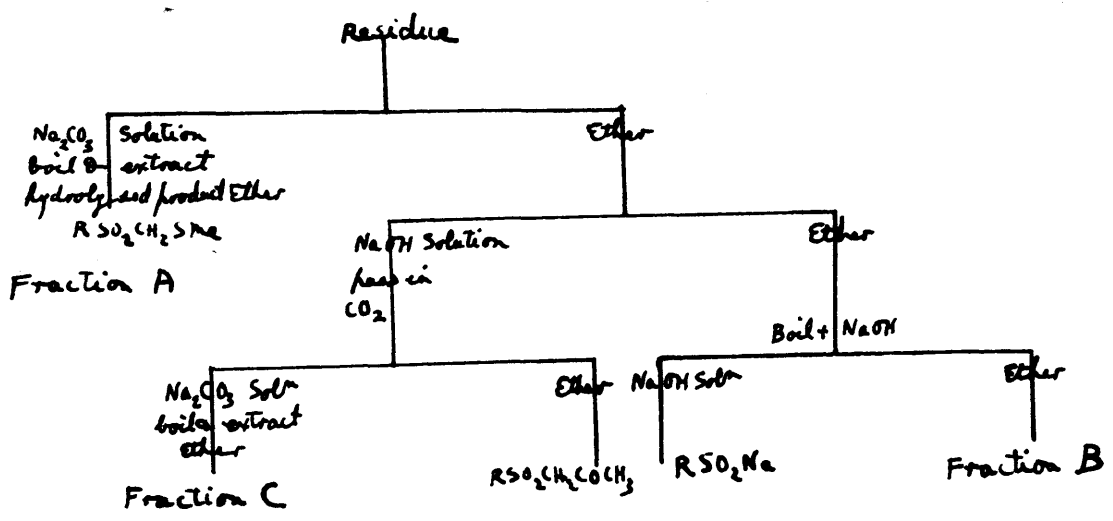 Residue
Na₂CO₃ Solution
boil & extract
hydrolysed product Ether
RSO₂CH₂SMe
Fraction A
Ether
NaOH Solution
pass in
CO₂
Ether
Boil + NaOH
Na₂CO₃ Solⁿ
boil extract
Ether
Fraction C
Ether
RSO₂CH₂COCH₃
NaOH Solⁿ
RSO₂Na
Ether
Fraction B